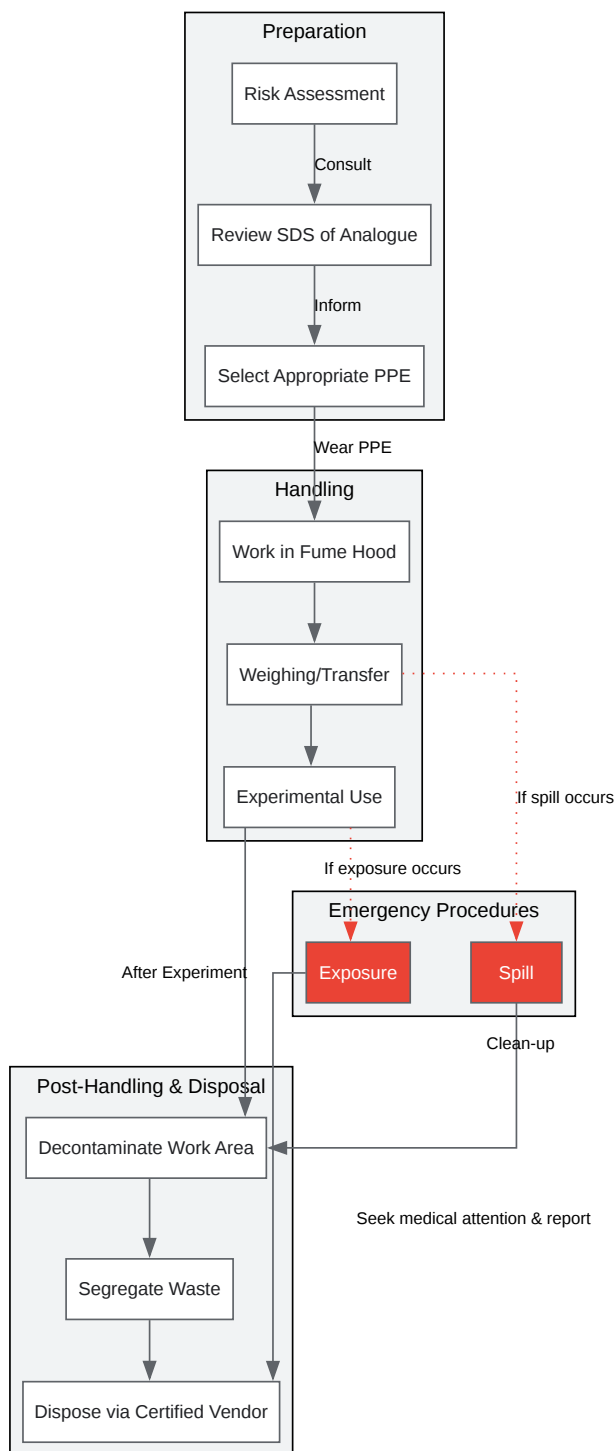 Preparation
Risk Assessment
Consult
Review SDS of Analogue
Inform
Select Appropriate PPE
Wear PPE
Handling
Work in Fume Hood
Weighing/Transfer
Experimental Use
If spill occurs
If exposure occurs
Emergency Procedures
Exposure
Spill
After Experiment
Clean-up
Post-Handling & Disposal
Decontaminate Work Area
Seek medical attention & report
Segregate Waste
Dispose via Certified Vendor